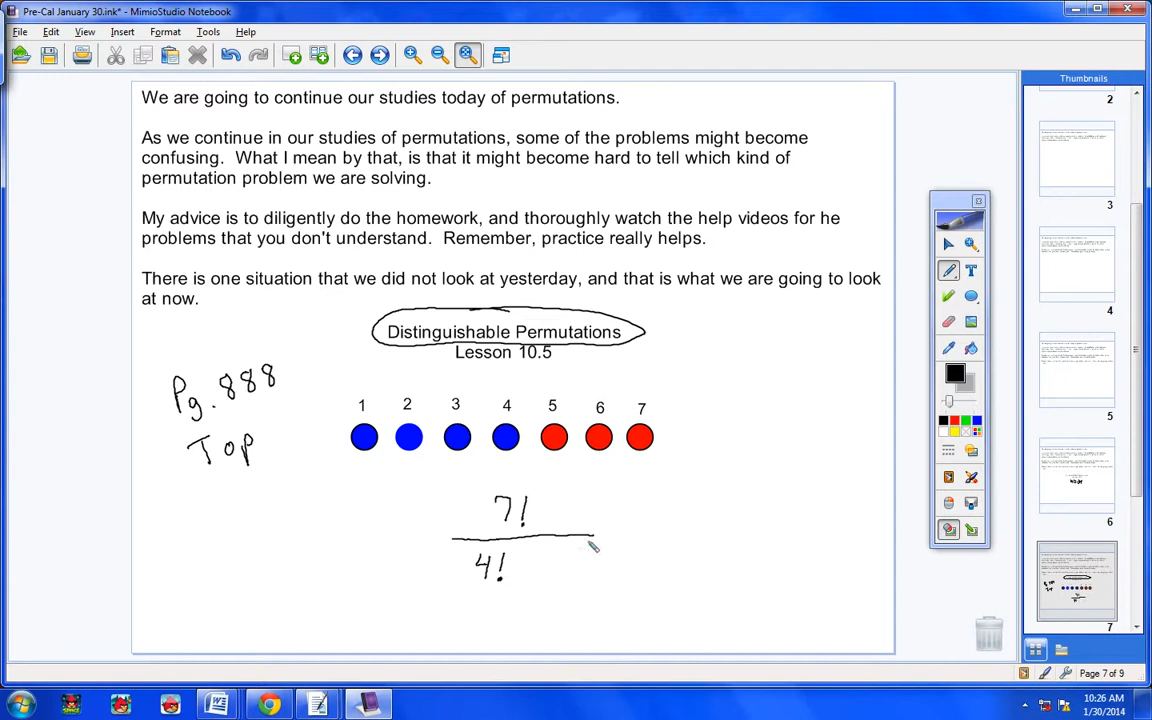 Pre-Cal January 30.ink* - MimioStudio Notebook
File Edit View Insert Format Tools Help
We are going to continue our studies today of permutations.
As we continue in our studies of permutations, some of the problems might become
confusing. What I mean by that, is that it might become hard to tell which kind of
permutation problem we are solving.
My advice is to diligently do the homework, and thoroughly watch the help videos for he
problems that you don't understand. Remember, practice really helps.
There is one situation that we did not look at yesterday, and that is what we are going to look
at now.
Distinguishable Permutations
Lesson 10.5
Pg. 888
Top
1 2 3 4 5 6 7
7!
4!
Thumbnails
2
3
4
5
6
7
Page 7 of 9
10:26 AM
1/30/2014